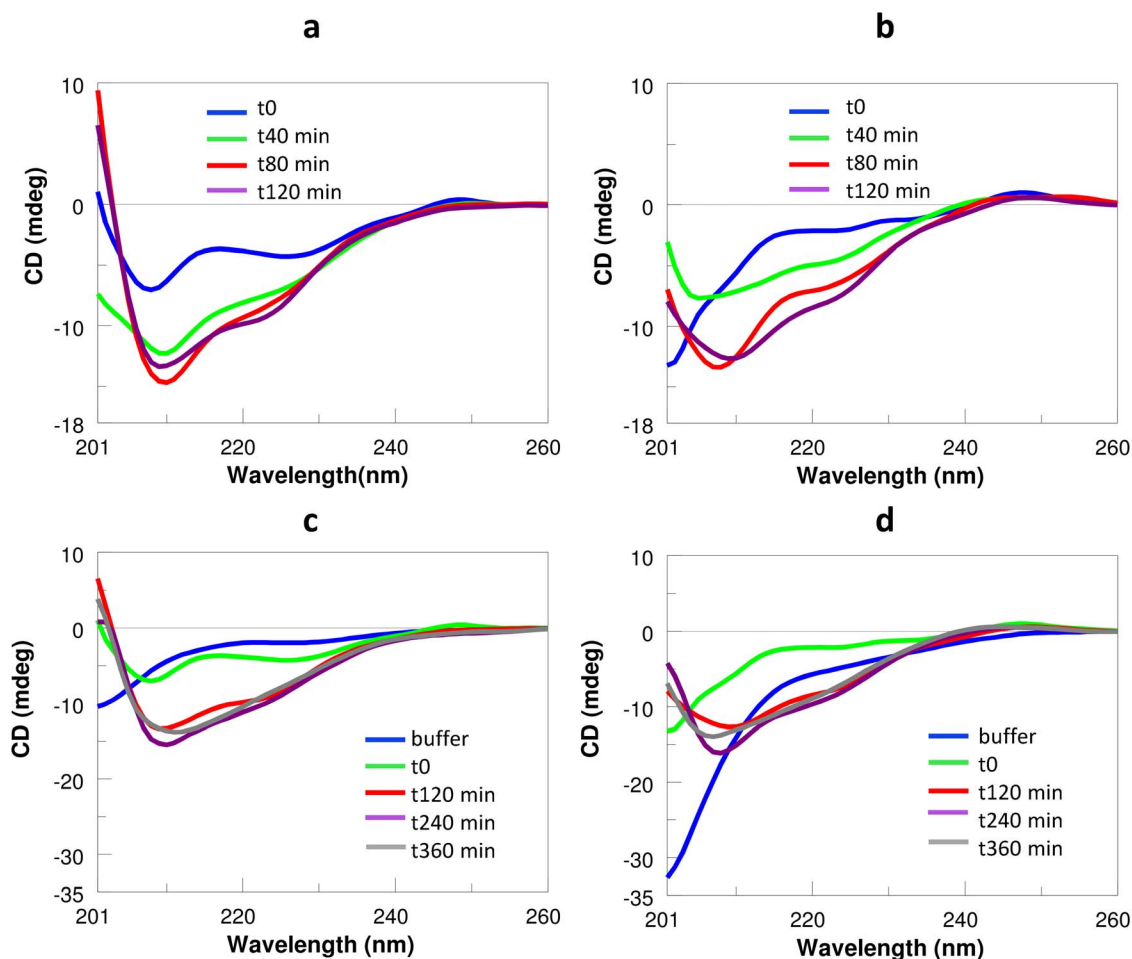 a
10
0
-10
-18
CD (mdeg)
t0
t40 min
t80 min
t120 min
201
220
240
260
Wavelength(nm)
b
10
0
-10
-18
CD (mdeg)
t0
t40 min
t80 min
t120 min
201
220
240
260
Wavelength (nm)
c
10
0
-10
-20
-30
-35
CD (mdeg)
buffer
t0
t120 min
t240 min
t360 min
201
220
240
260
Wavelength (nm)
d
10
0
-10
-20
-30
-35
CD (mdeg)
buffer
t0
t120 min
t240 min
t360 min
201
220
240
260
Wavelength (nm)